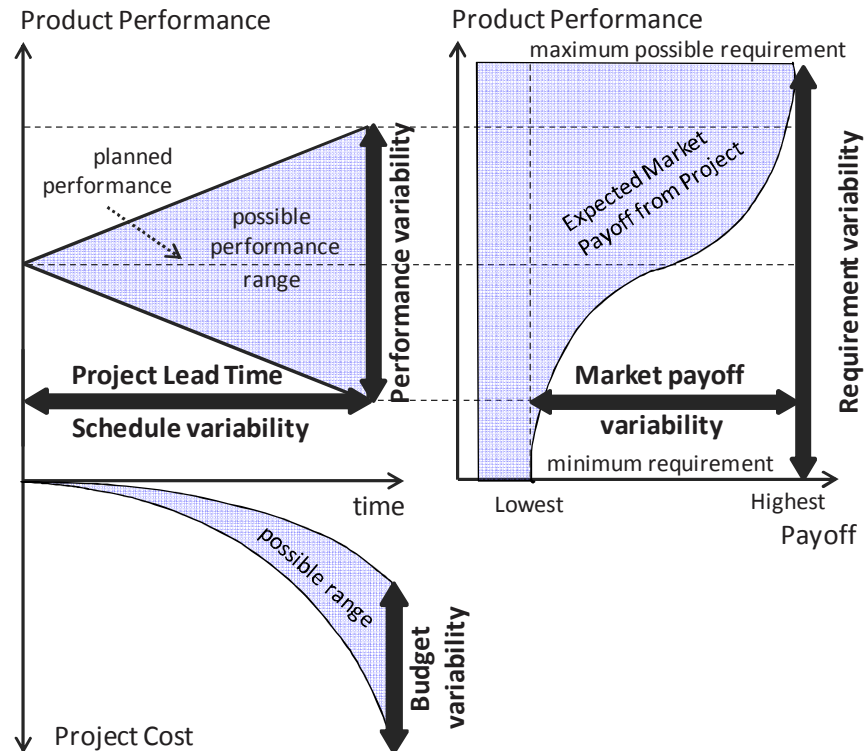 Product Performance
planned
performance
possible
performance
range
Performance variability
Project Lead Time
Schedule variability
time
possible range
Budget
variability
Project Cost
Product Performance
maximum possible requirement
Expected Market
Payoff from Project
Requirement variability
Market payoff
variability
minimum requirement
Lowest
Highest
Payoff